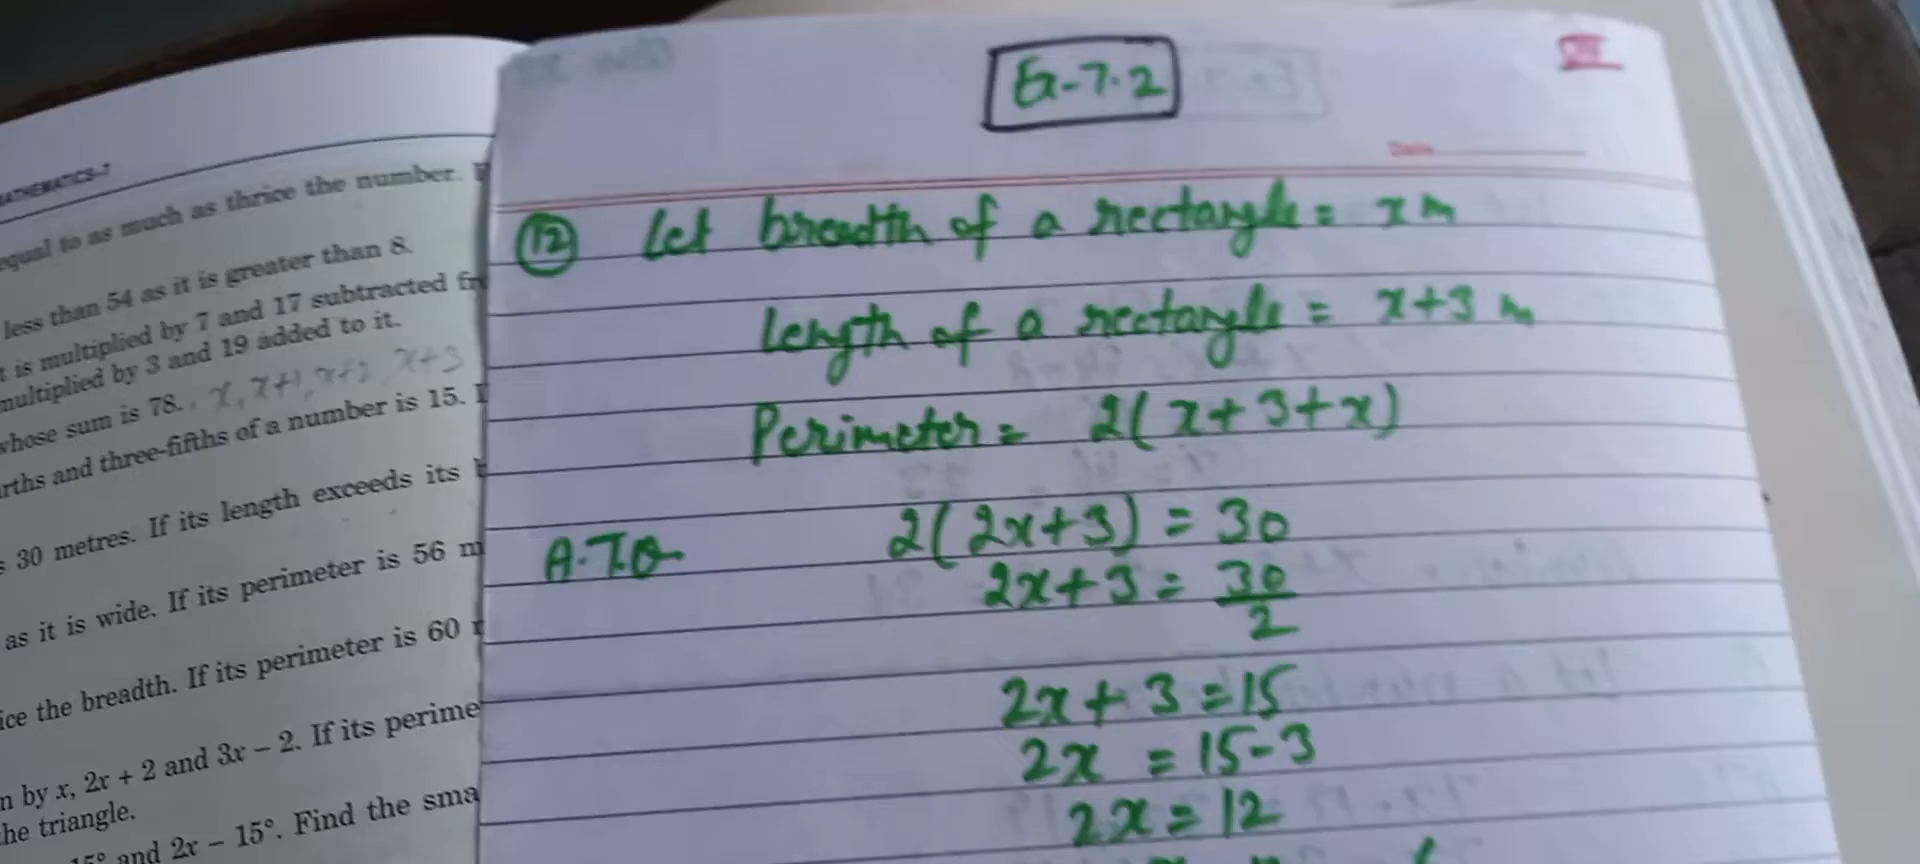 MATHEMATICS-7
equal to as much as thrice the number.
less than 54 as it is greater than 8.
is multiplied by 7 and 17 subtracted
multiplied by 3 and 19 added to it.
whose sum is 78. x, x+1, x+2, x+3
and three-fifths of a number is 15.
30 metres. If its length exceeds its
as it is wide. If its perimeter is 56 m
the breadth. If its perimeter is 60
by x, 2x + 2 and 3x – 2. If its
the triangle.
and 2x – 15°. Find the
Ex-7.2
Date
12 Let breadth of a rectangle = x m
Length of a rectangle = x+3 m
Perimeter = 2(x+3+x)
A.T.Q 2(2x+3) = 30
2x+3 = 30/2
2x + 3 = 15
2x = 15-3
2x = 12